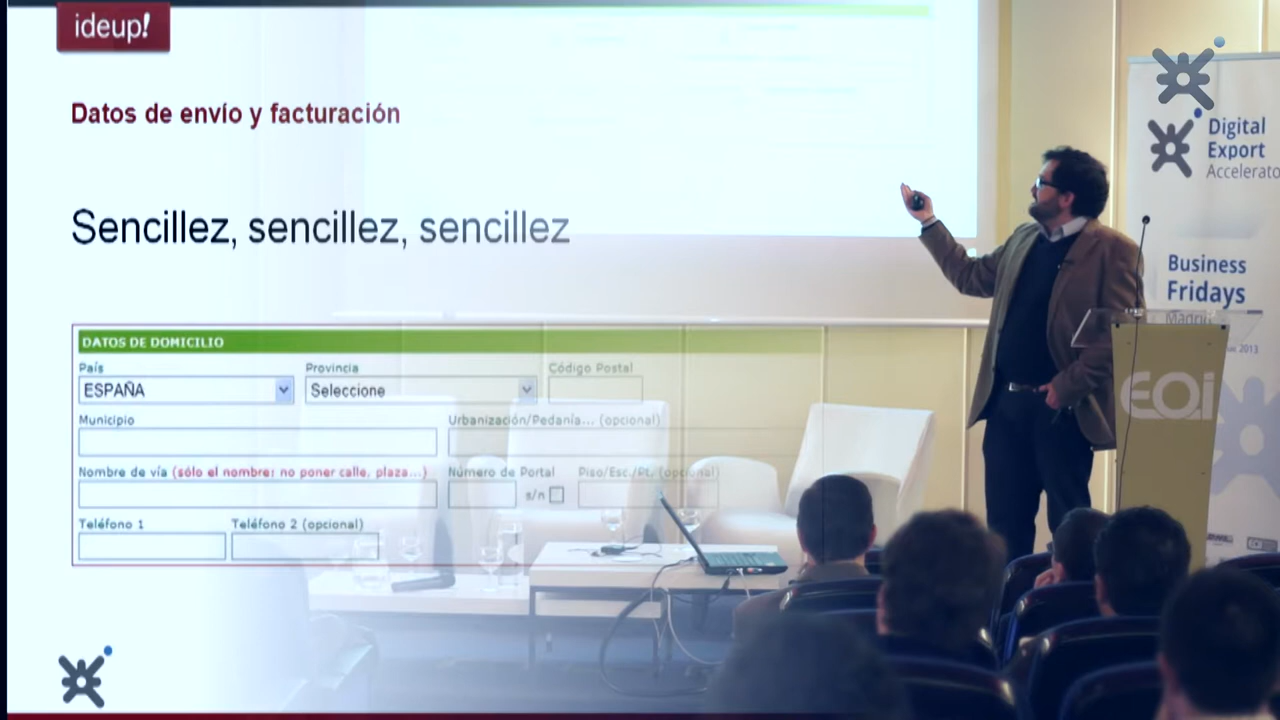 ideup!
Datos de envío y facturación
Sencillez, sencillez, sencillez
DATOS DE DOMICILIO
País
Provincia
Código Postal
ESPAÑA
Seleccione
Municipio
Urbanización/Pedanía... (opcional)
Nombre de vía (sólo el nombre: no poner calle, plaza...)
Número de Portal
Piso/Esc./Pt. (opcional)
s/n
Teléfono 1
Teléfono 2 (opcional)
Digital
Export
Accelerato
Business
Fridays
Madrid
2013
EOi